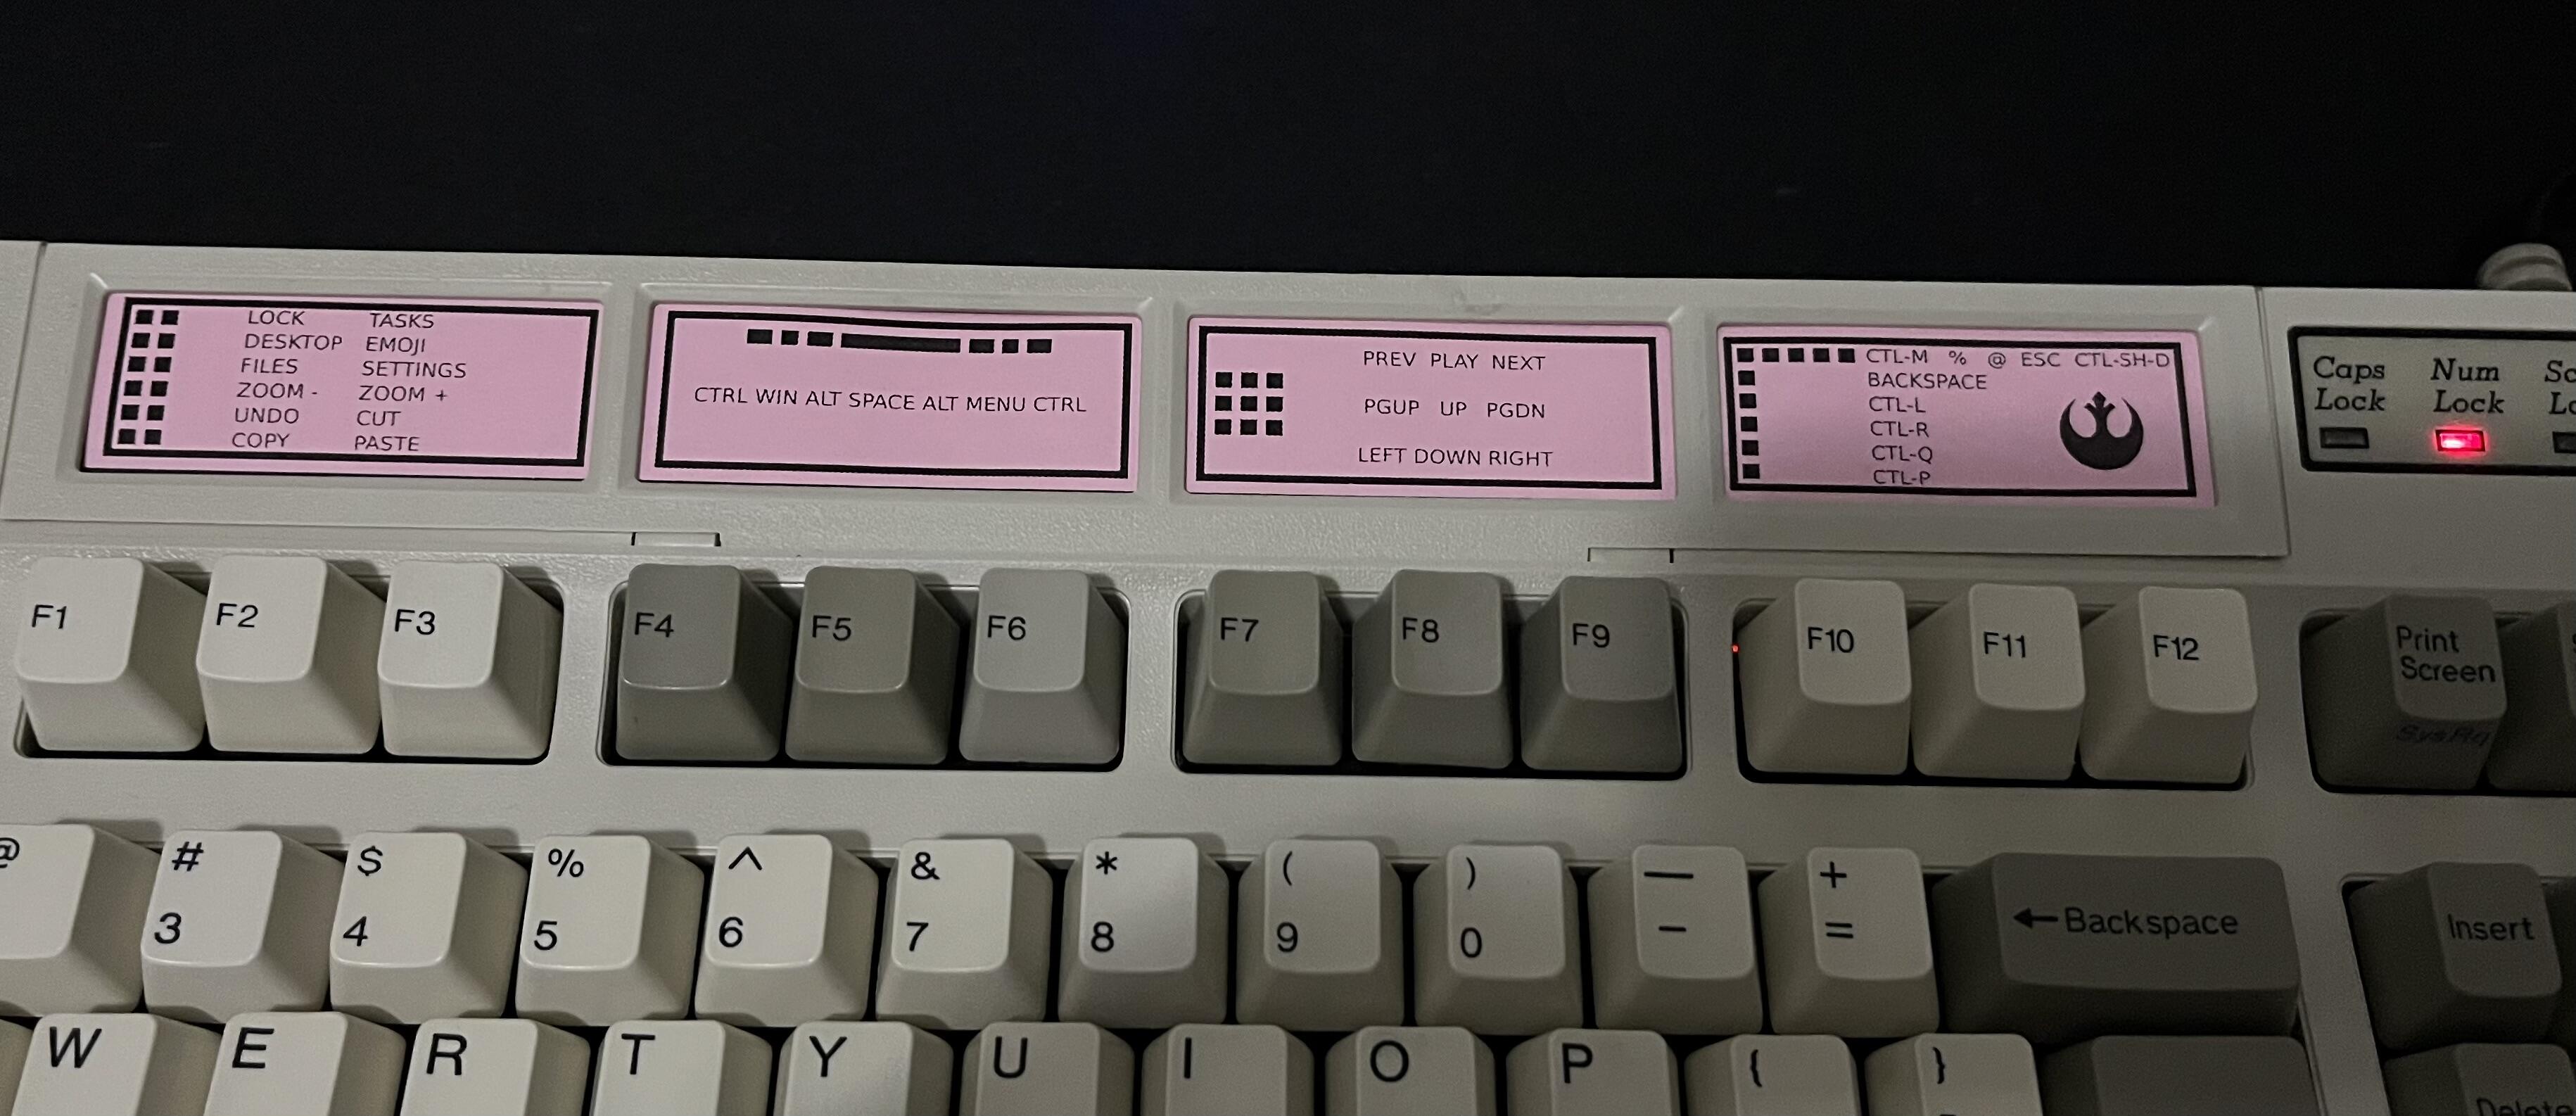 LOCK TASKS
DESKTOP EMOJI
FILES SETTINGS
ZOOM - ZOOM +
UNDO CUT
COPY PASTE
CTRL WIN ALT SPACE ALT MENU CTRL
PREV PLAY NEXT
PGUP UP PGDN
LEFT DOWN RIGHT
CTL-M % @ ESC CTL-SH-D
BACKSPACE
CTL-L
CTL-R
CTL-Q
CTL-P
Caps Num
Lock Lock
F1 F2 F3 F4 F5 F6 F7 F8 F9 F10 F11 F12 Print
Screen
SysRq
@ # $ % ^ & * ( ) — +
3 4 5 6 7 8 9 0 - = ←Backspace Insert
W E R T Y U I O P { }